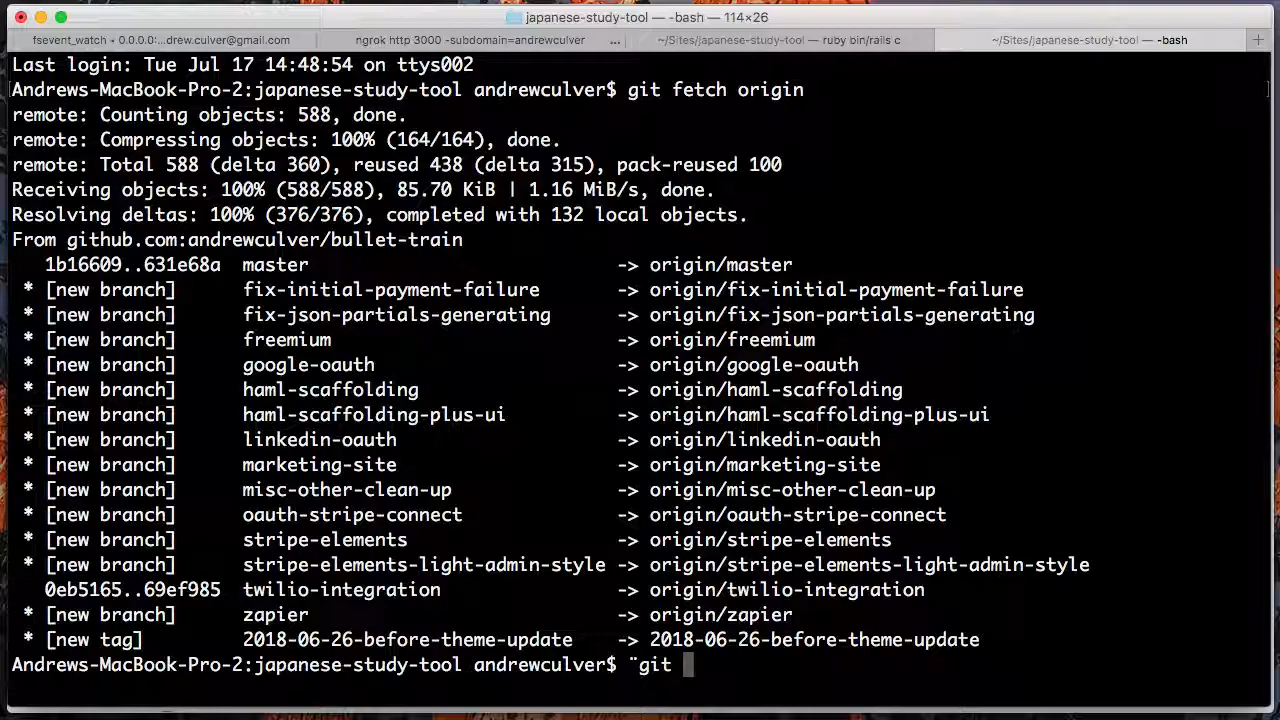 japanese-study-tool — -bash — 114×26
fsevent_watch • 0.0.0.0:...drew.culver@gmail.com ngrok http 3000 -subdomain=andrewculver ... ~/Sites/japanese-study-tool — ruby bin/rails c ~/Sites/japanese-study-tool — -bash +
Last login: Tue Jul 17 14:48:54 on ttys002
Andrews-MacBook-Pro-2:japanese-study-tool andrewculver$ git fetch origin
remote: Counting objects: 588, done.
remote: Compressing objects: 100% (164/164), done.
remote: Total 588 (delta 360), reused 438 (delta 315), pack-reused 100
Receiving objects: 100% (588/588), 85.70 KiB | 1.16 MiB/s, done.
Resolving deltas: 100% (376/376), completed with 132 local objects.
From github.com:andrewculver/bullet-train
   1b16609..631e68a  master                             -> origin/master
 * [new branch]      fix-initial-payment-failure        -> origin/fix-initial-payment-failure
 * [new branch]      fix-json-partials-generating       -> origin/fix-json-partials-generating
 * [new branch]      freemium                           -> origin/freemium
 * [new branch]      google-oauth                       -> origin/google-oauth
 * [new branch]      haml-scaffolding                   -> origin/haml-scaffolding
 * [new branch]      haml-scaffolding-plus-ui           -> origin/haml-scaffolding-plus-ui
 * [new branch]      linkedin-oauth                     -> origin/linkedin-oauth
 * [new branch]      marketing-site                     -> origin/marketing-site
 * [new branch]      misc-other-clean-up                -> origin/misc-other-clean-up
 * [new branch]      oauth-stripe-connect               -> origin/oauth-stripe-connect
 * [new branch]      stripe-elements                    -> origin/stripe-elements
 * [new branch]      stripe-elements-light-admin-style -> origin/stripe-elements-light-admin-style
   0eb5165..69ef985  twilio-integration                 -> origin/twilio-integration
 * [new branch]      zapier                             -> origin/zapier
 * [new tag]         2018-06-26-before-theme-update     -> 2018-06-26-before-theme-update
Andrews-MacBook-Pro-2:japanese-study-tool andrewculver$ ¨git